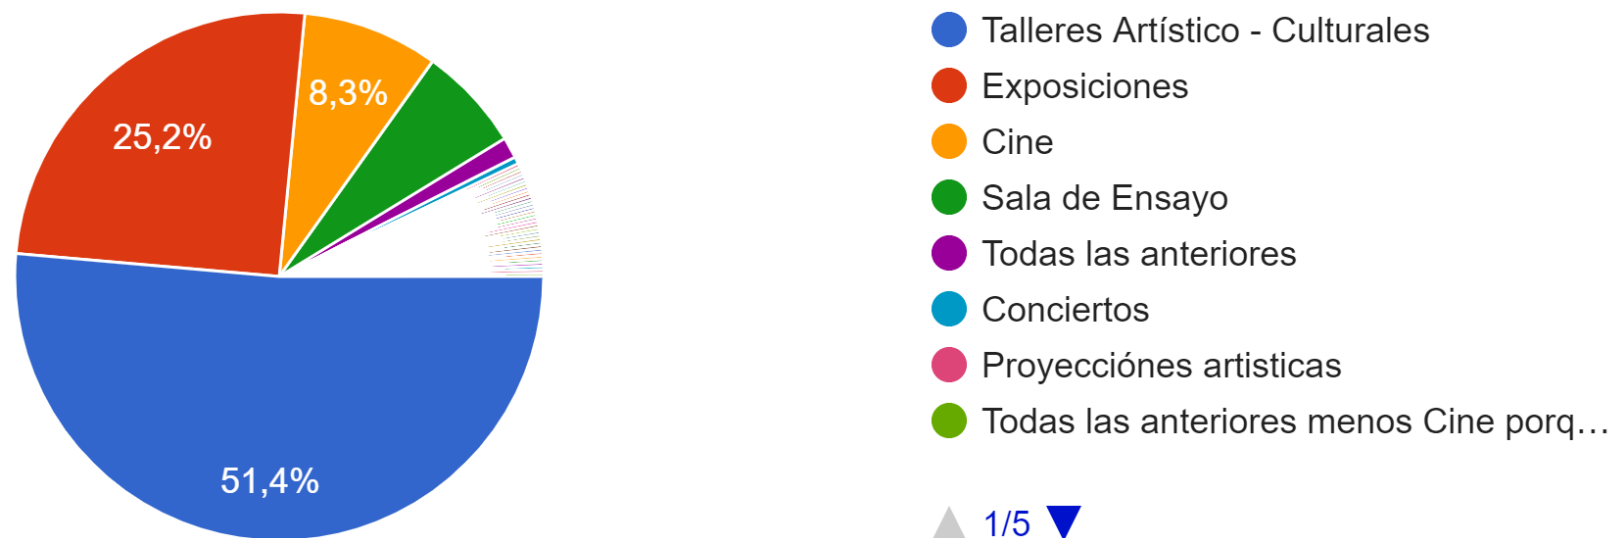 8,3%
25,2%
51,4%
Talleres Artístico - Culturales
Exposiciones
Cine
Sala de Ensayo
Todas las anteriores
Conciertos
Proyecciónes artisticas
Todas las anteriores menos Cine porq…
1/5